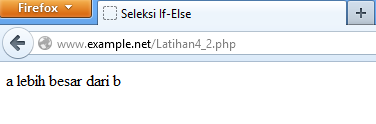 Firefox
Seleksi If-Else
www.example.net/Latihan4_2.php
a lebih besar dari b